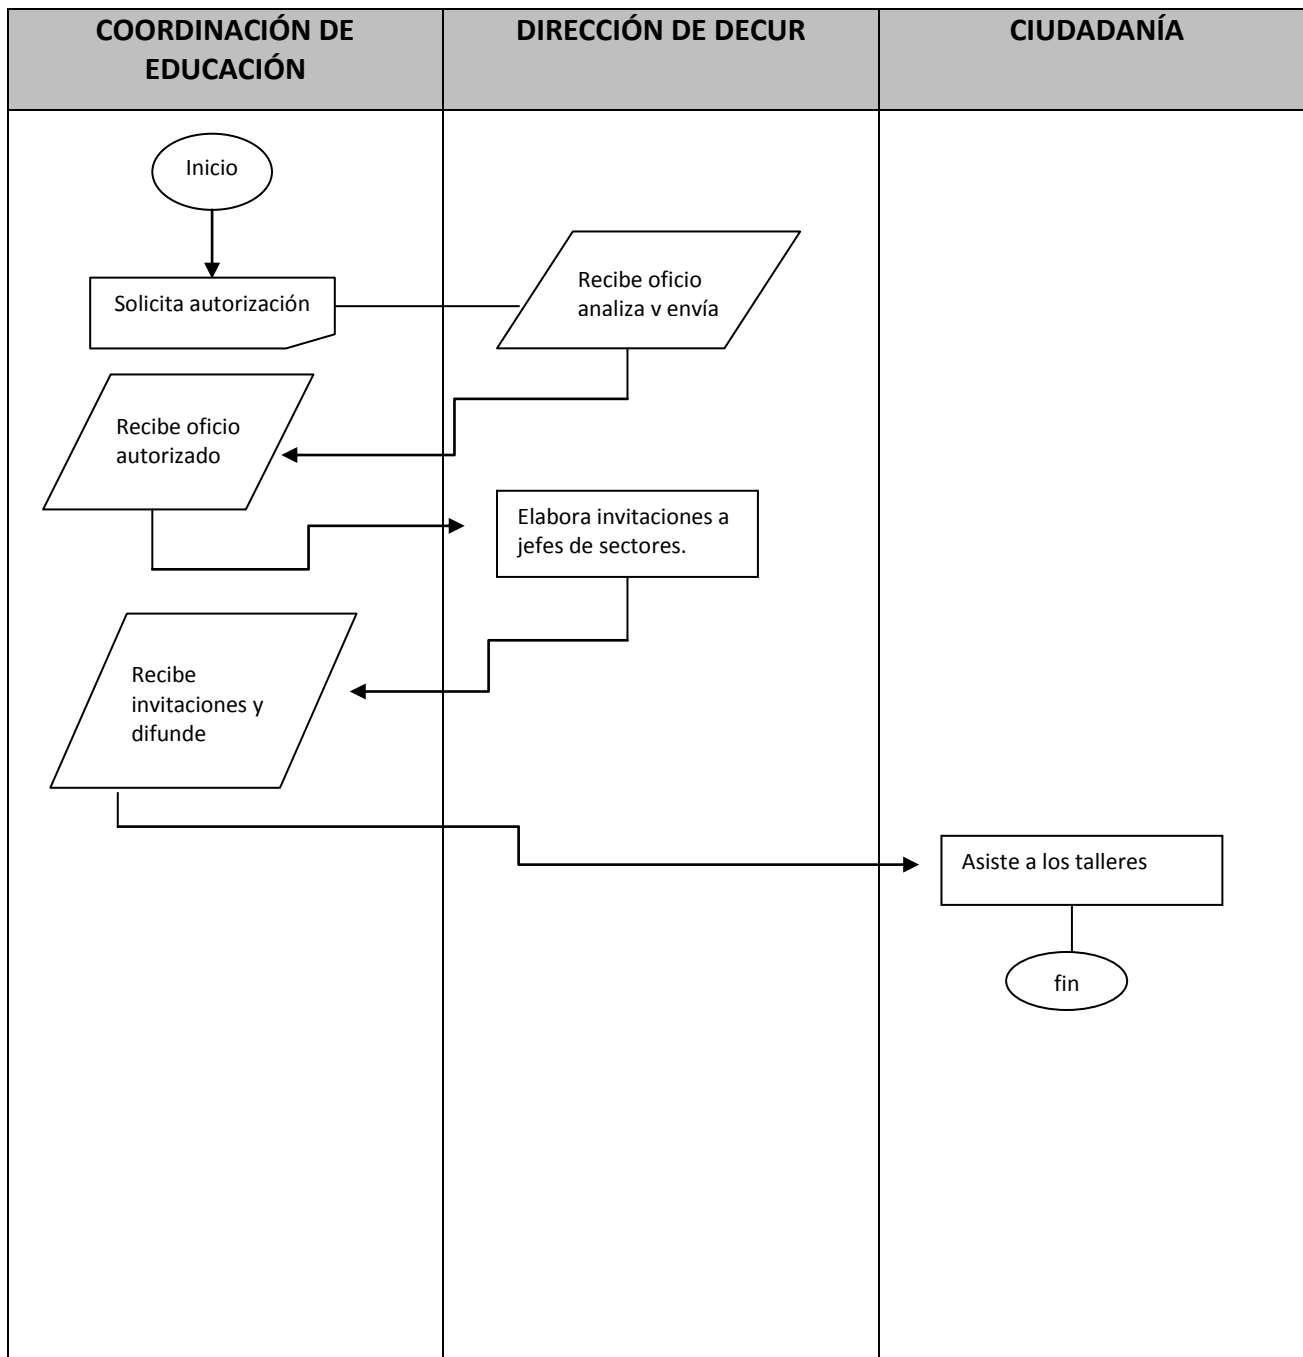 COORDINACIÓN DE
EDUCACIÓN
DIRECCIÓN DE DECUR
CIUDADANÍA
Inicio
Solicita autorización
Recibe oficio
analiza v envía
Recibe oficio
autorizado
Elabora invitaciones a
jefes de sectores.
Recibe
invitaciones y
difunde
Asiste a los talleres
fin